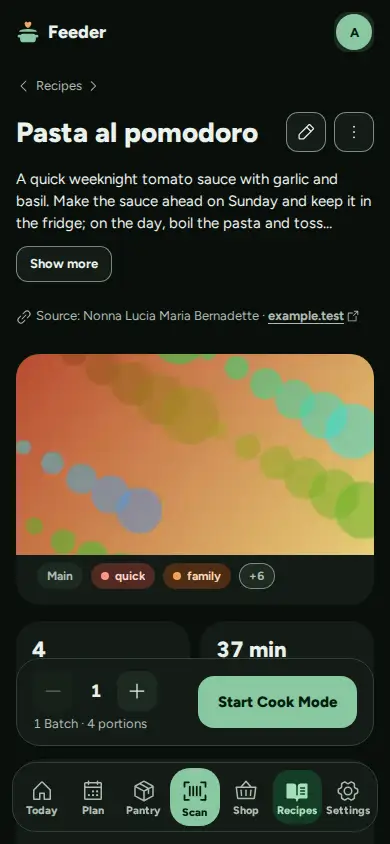 Feeder
A
Recipes
Pasta al pomodoro
A quick weeknight tomato sauce with garlic and
basil. Make the sauce ahead on Sunday and keep it in
the fridge; on the day, boil the pasta and toss…
Show more
Source: Nonna Lucia Maria Bernadette · example.test
Main quick family +6
4 37 min
1 Start Cook Mode
1 Batch · 4 portions
Today Plan Pantry Scan Shop Recipes Settings